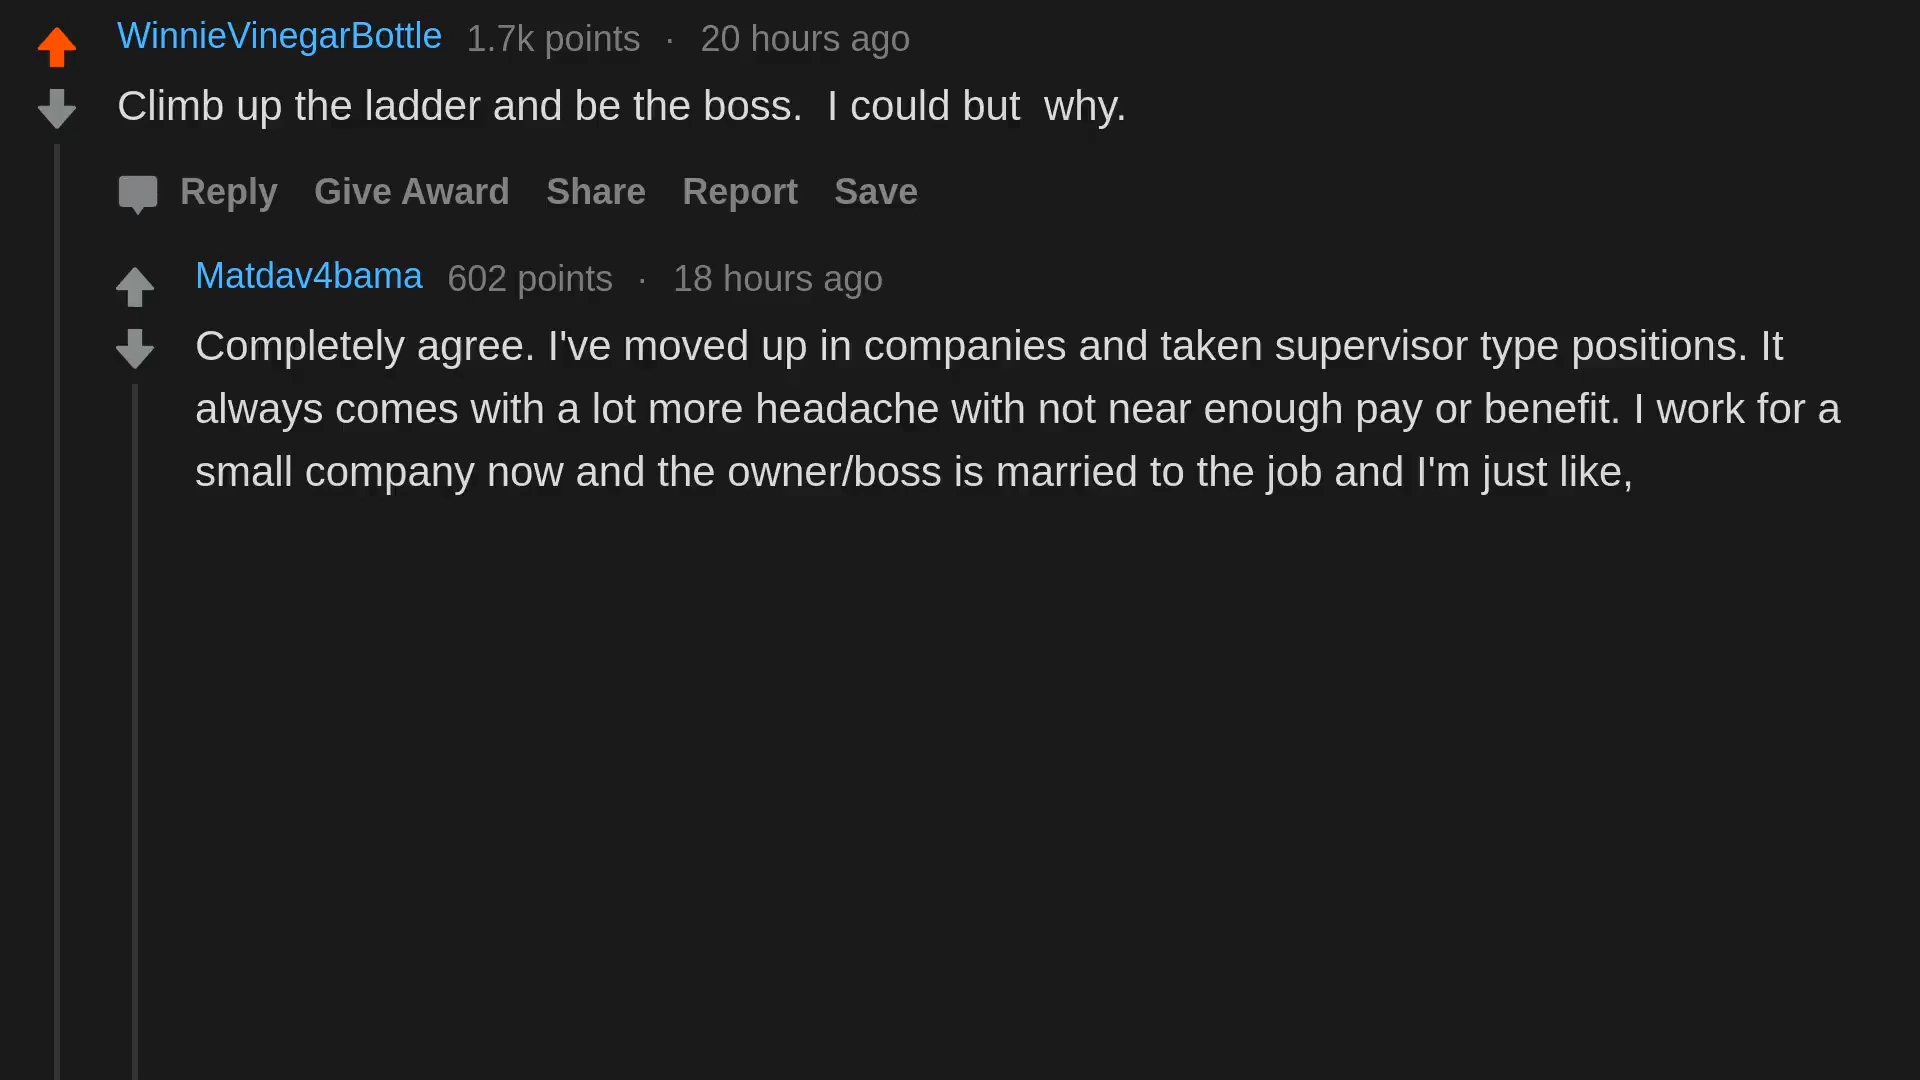 WinnieVinegarBottle 1.7k points · 20 hours ago
Climb up the ladder and be the boss.  I could but  why.
Reply Give Award Share Report Save
Matdav4bama 602 points · 18 hours ago
Completely agree. I've moved up in companies and taken supervisor type positions. It
always comes with a lot more headache with not near enough pay or benefit. I work for a
small company now and the owner/boss is married to the job and I'm just like,